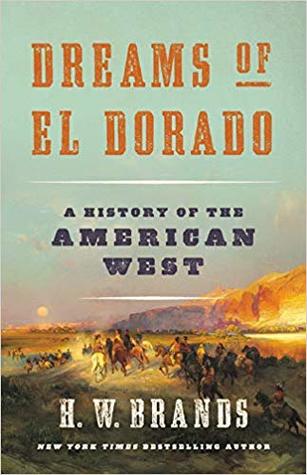 DREAMS OF
EL DORADO
A HISTORY OF THE
AMERICAN
WEST
H. W. BRANDS
NEW YORK TIMES BESTSELLING AUTHOR